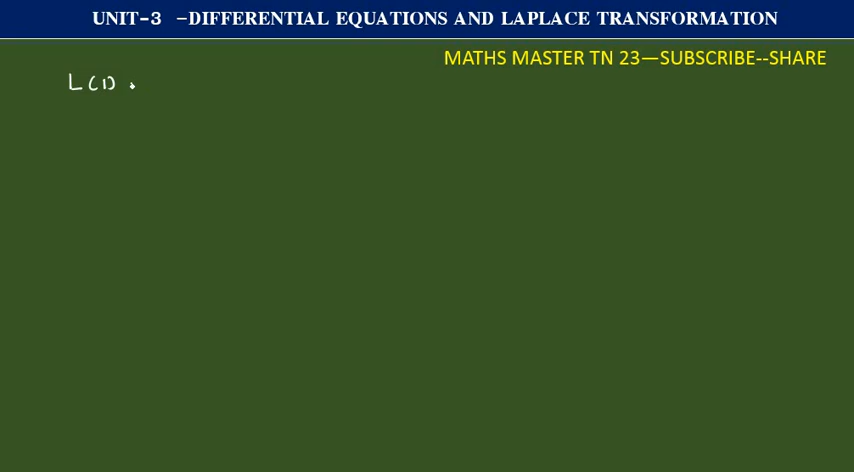 UNIT-3 –DIFFERENTIAL EQUATIONS AND LAPLACE TRANSFORMATION
MATHS MASTER TN 23—SUBSCRIBE--SHARE
L(1)